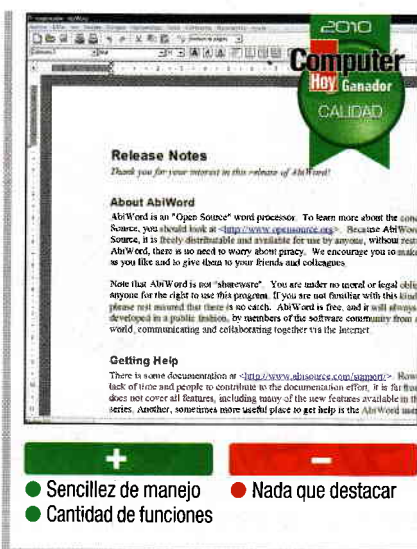 2010
Computer
Hoy Ganador
CALIDAD
Release Notes
Thank you for your interest in this release of AbiWord!
About AbiWord
AbiWord is an "Open Source" word processor. To learn more about the
Source, you should look at <http://www.opensource.org>. Because AbiWord
Source, it is freely distributable and available for use by anyone, without
AbiWord, there is no need to worry about piracy. We encourage you to make
as you like and to give them to your friends and colleagues.
Note that AbiWord is not "shareware". You are under no moral or legal
anyone for the right to use this program. If you are not familiar with this kind
please rest assured that there is no catch. AbiWord is free, and it will always
developed in a public fashion, by members of the software community from
world, communicating and collaborating together via the Internet.
Getting Help
There is some documentation at <http://www.abisource.com/support/>.
lack of time and people to contribute to the documentation effort, it is far from
does not cover all features, including many of the new features available in
series. Another, sometimes more useful place to get help is the AbiWord
+ -
Sencillez de manejo
Cantidad de funciones
Nada que destacar